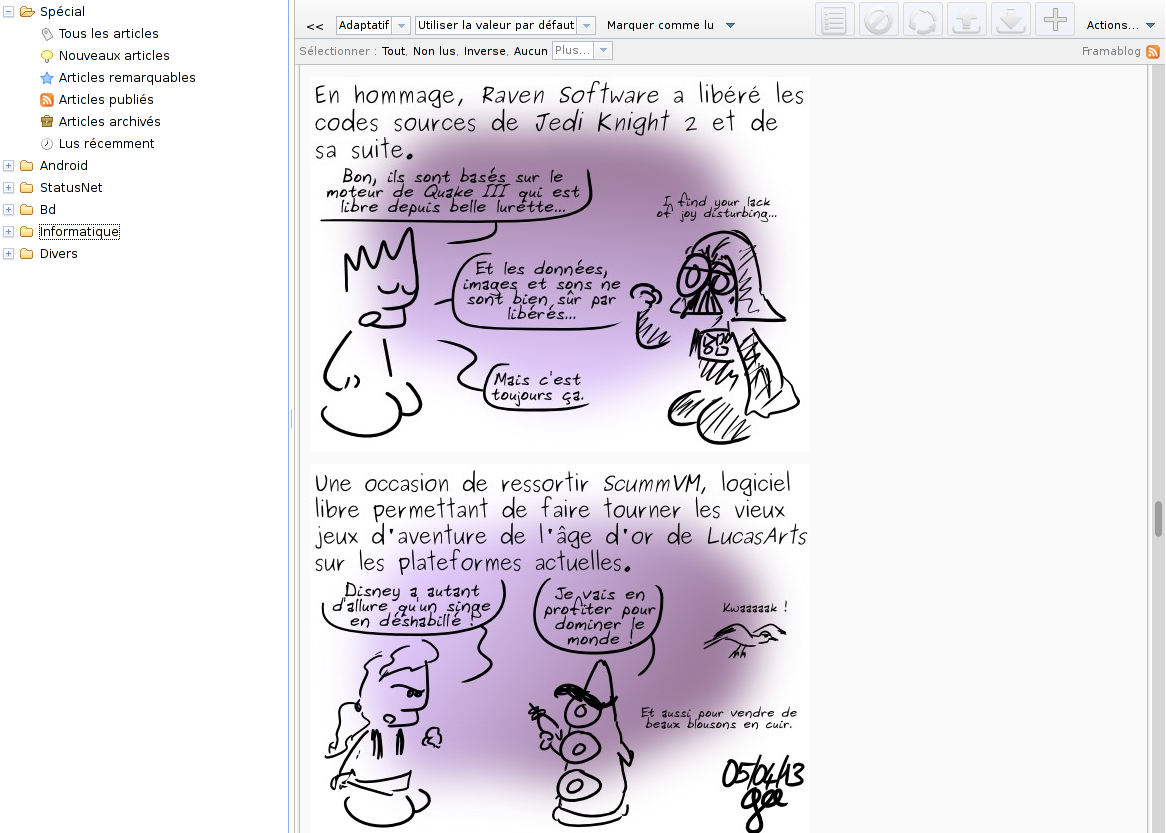 Spécial
Tous les articles
Nouveaux articles
Articles remarquables
Articles publiés
Articles archivés
Lus récemment
Android
StatusNet
Bd
Informatique
Divers
<< Adaptatif Utiliser la valeur par défaut Marquer comme lu Actions...
Sélectionner : Tout, Non lus, Inverse, Aucun Plus... Framablog
En hommage, Raven Software a libéré les
codes sources de Jedi Knight 2 et de
sa suite.
Bon, ils sont basés sur le
moteur de Quake III qui est
libre depuis belle lurette...
I find your lack
of joy disturbing...
Et les données,
images et sons ne
sont bien sûr par
libérés...
Mais c'est
toujours ça.
Une occasion de ressortir ScummVM, logiciel
libre permettant de faire tourner les vieux
jeux d'aventure de l'âge d'or de LucasArts
sur les plateformes actuelles.
Disney a autant
d'allure qu'un singe
en déshabillé !
Je vais en
profiter pour
dominer le
monde !
Kwaaaaak !
Et aussi pour vendre de
beaux blousons en cuir.
05/04/13
gee